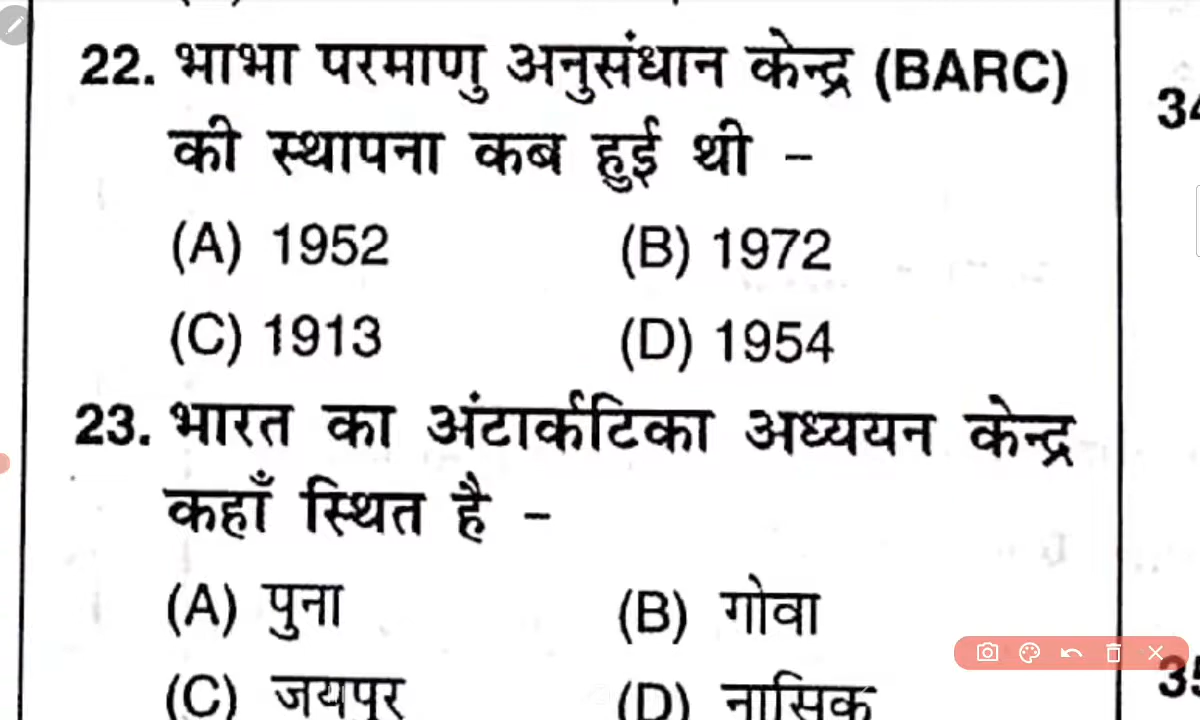 22. भाभा परमाणु अनुसंधान केन्द्र (BARC)
की स्थापना कब हुई थी –
(A) 1952 (B) 1972
(C) 1913 (D) 1954
23. भारत का अंटार्कटिका अध्ययन केन्द्र
कहाँ स्थित है –
(A) पुना (B) गोवा
(C) जयपुर (D) नासिक